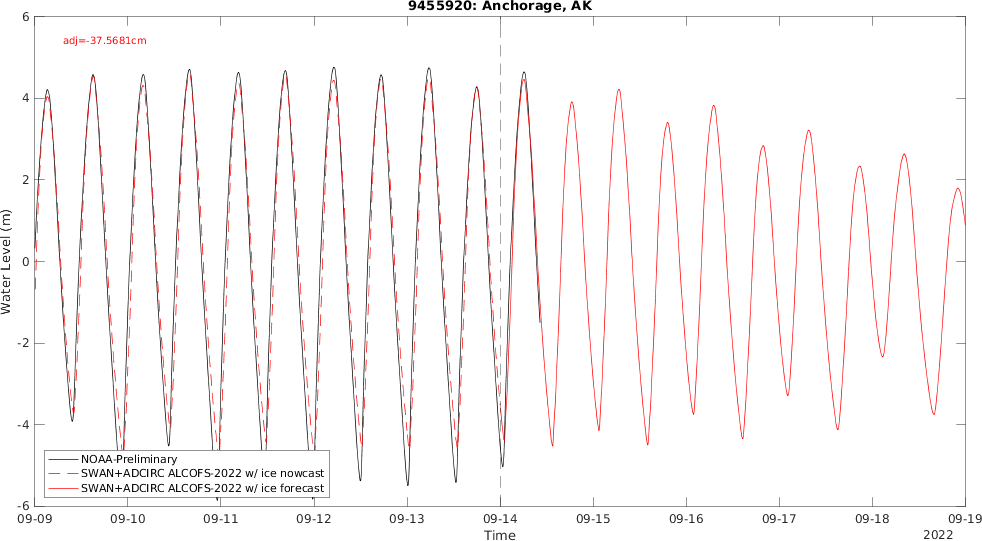 9455920: Anchorage, AK
adj=-37.5681cm
6
4
2
0
-2
-4
-6
Water Level (m)
NOAA-Preliminary
SWAN+ADCIRC ALCOFS-2022 w/ ice nowcast
SWAN+ADCIRC ALCOFS-2022 w/ ice forecast
09-09 09-10 09-11 09-12 09-13 09-14 09-15 09-16 09-17 09-18 09-19
Time
2022